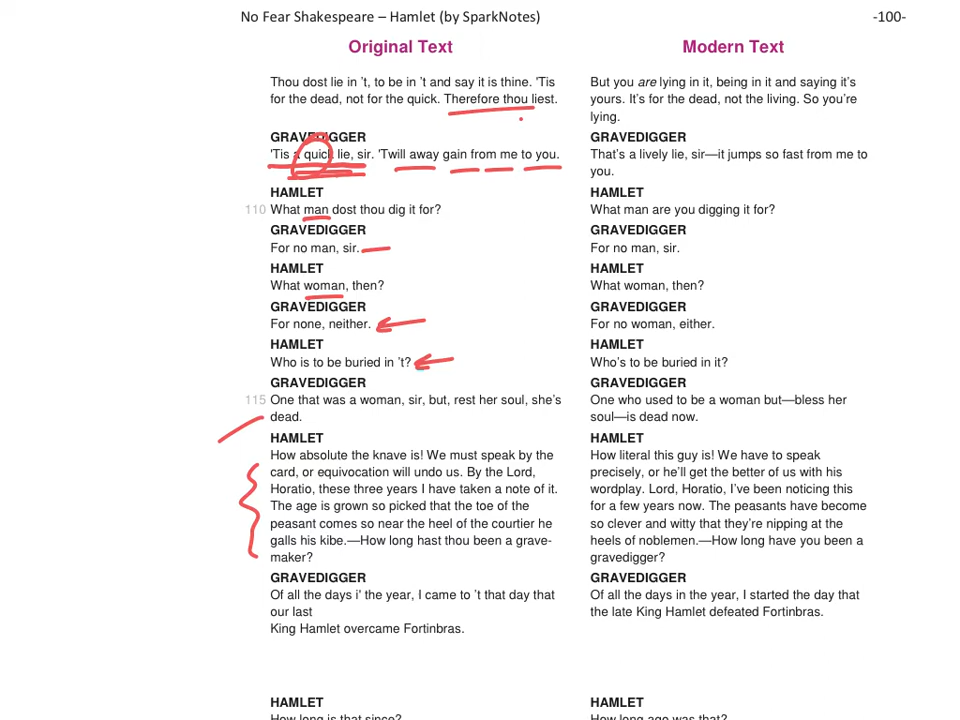 No Fear Shakespeare – Hamlet (by SparkNotes)
-100-
Original Text
Thou dost lie in ’t, to be in ’t and say it is thine. 'Tis
for the dead, not for the quick. Therefore thou liest.
GRAVEDIGGER
'Tis a quick lie, sir. 'Twill away gain from me to you.
HAMLET
110 What man dost thou dig it for?
GRAVEDIGGER
For no man, sir.
HAMLET
What woman, then?
GRAVEDIGGER
For none, neither.
HAMLET
Who is to be buried in ’t?
GRAVEDIGGER
115 One that was a woman, sir, but, rest her soul, she’s
dead.
HAMLET
How absolute the knave is! We must speak by the
card, or equivocation will undo us. By the Lord,
Horatio, these three years I have taken a note of it.
The age is grown so picked that the toe of the
peasant comes so near the heel of the courtier he
galls his kibe.—How long hast thou been a grave-
maker?
GRAVEDIGGER
Of all the days i' the year, I came to ’t that day that
our last
King Hamlet overcame Fortinbras.
HAMLET
How long is that since?
Modern Text
But you are lying in it, being in it and saying it’s
yours. It’s for the dead, not the living. So you’re
lying.
GRAVEDIGGER
That’s a lively lie, sir—it jumps so fast from me to
you.
HAMLET
What man are you digging it for?
GRAVEDIGGER
For no man, sir.
HAMLET
What woman, then?
GRAVEDIGGER
For no woman, either.
HAMLET
Who’s to be buried in it?
GRAVEDIGGER
One who used to be a woman but—bless her
soul—is dead now.
HAMLET
How literal this guy is! We have to speak
precisely, or he’ll get the better of us with his
wordplay. Lord, Horatio, I’ve been noticing this
for a few years now. The peasants have become
so clever and witty that they’re nipping at the
heels of noblemen.—How long have you been a
gravedigger?
GRAVEDIGGER
Of all the days in the year, I started the day that
the late King Hamlet defeated Fortinbras.
HAMLET
How long ago was that?